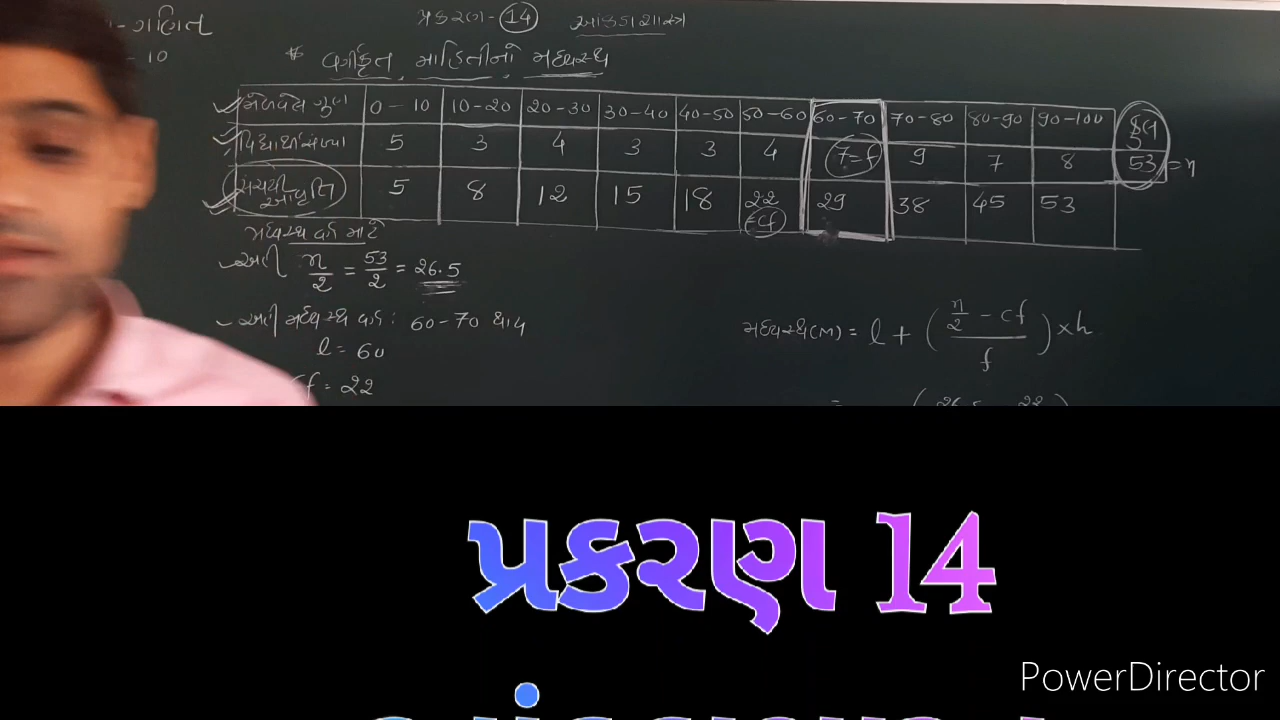 - ગણિત
- 10
પ્રકરણ - 14 આંકડાશાસ્ત્ર
* વર્ગીકૃત માહિતીનો મધ્યસ્થ
મેળવેલ ગુણ 0-10 10-20 20-30 30-40 40-50 50-60 60-70 70-80 80-90 90-100 કુલ
વિદ્યાર્થીસંખ્યા 5 3 4 3 3 4 7=f 9 7 8 53 = n
સંચયી આવૃત્તિ 5 8 12 15 18 22 =cf 29 38 45 53
મધ્યસ્થ વર્ગ માટે
અહીં n/2 = 53/2 = 26.5
અહીં મધ્યસ્થ વર્ગ: 60-70 થાય
l = 60
cf = 22
મધ્યસ્થ(M) = l + ( (n/2 - cf) / f ) × h
પ્રકરણ 14
PowerDirector